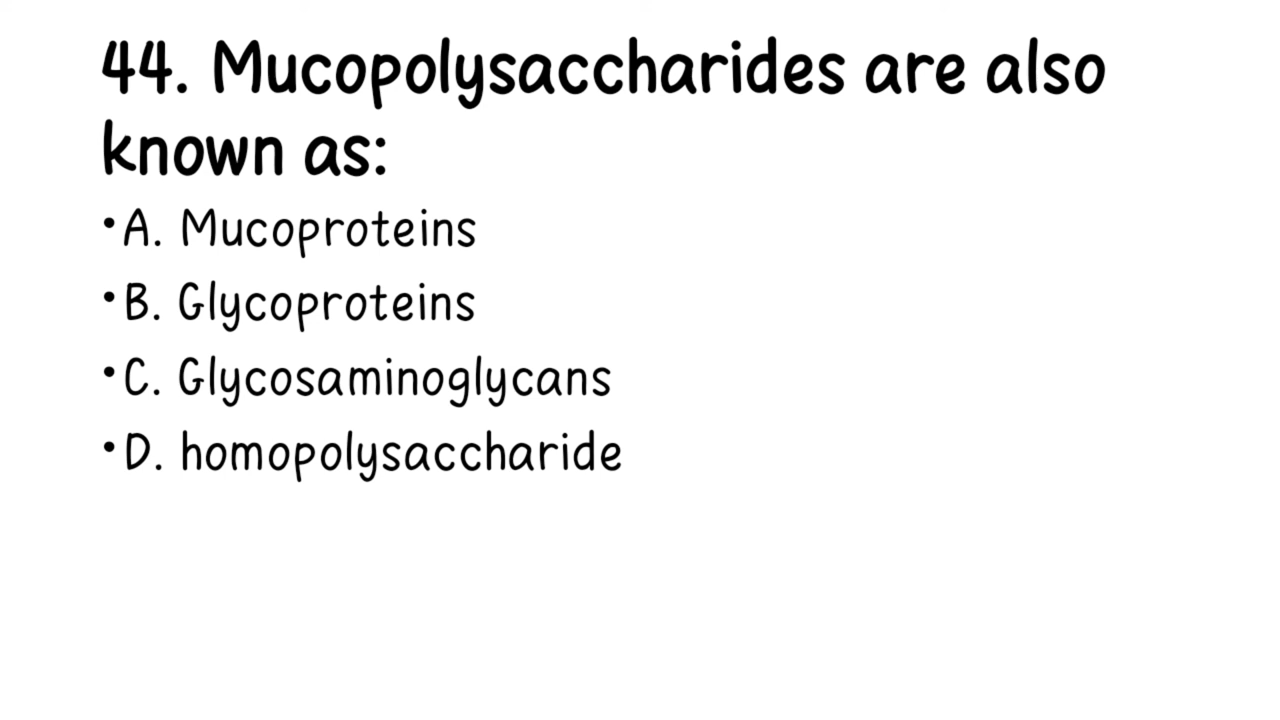 44. Mucopolysaccharides are also
known as:
•A. Mucoproteins
•B. Glycoproteins
•C. Glycosaminoglycans
•D. homopolysaccharide